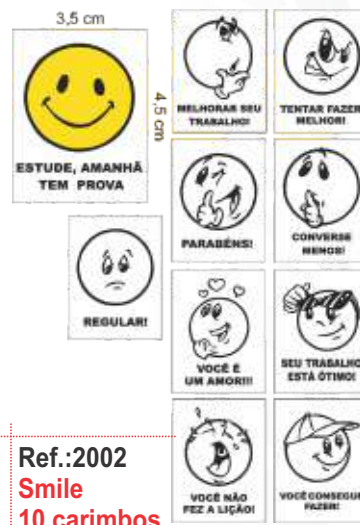 3,5 cm
4,5 cm
ESTUDE, AMANHÃ
TEM PROVA
MELHORAR SEU
TRABALHO!
TENTAR FAZER
MELHOR!
PARABÉNS!
CONVERSE
MENOS!
REGULAR!
VOCÊ É
UM AMOR!!!
SEU TRABALHO
ESTÁ ÓTIMO!
VOCÊ NÃO
FEZ A LIÇÃO!
VOCÊ CONSEGUE
FAZER!
Ref.:2002
Smile
10 carimbos